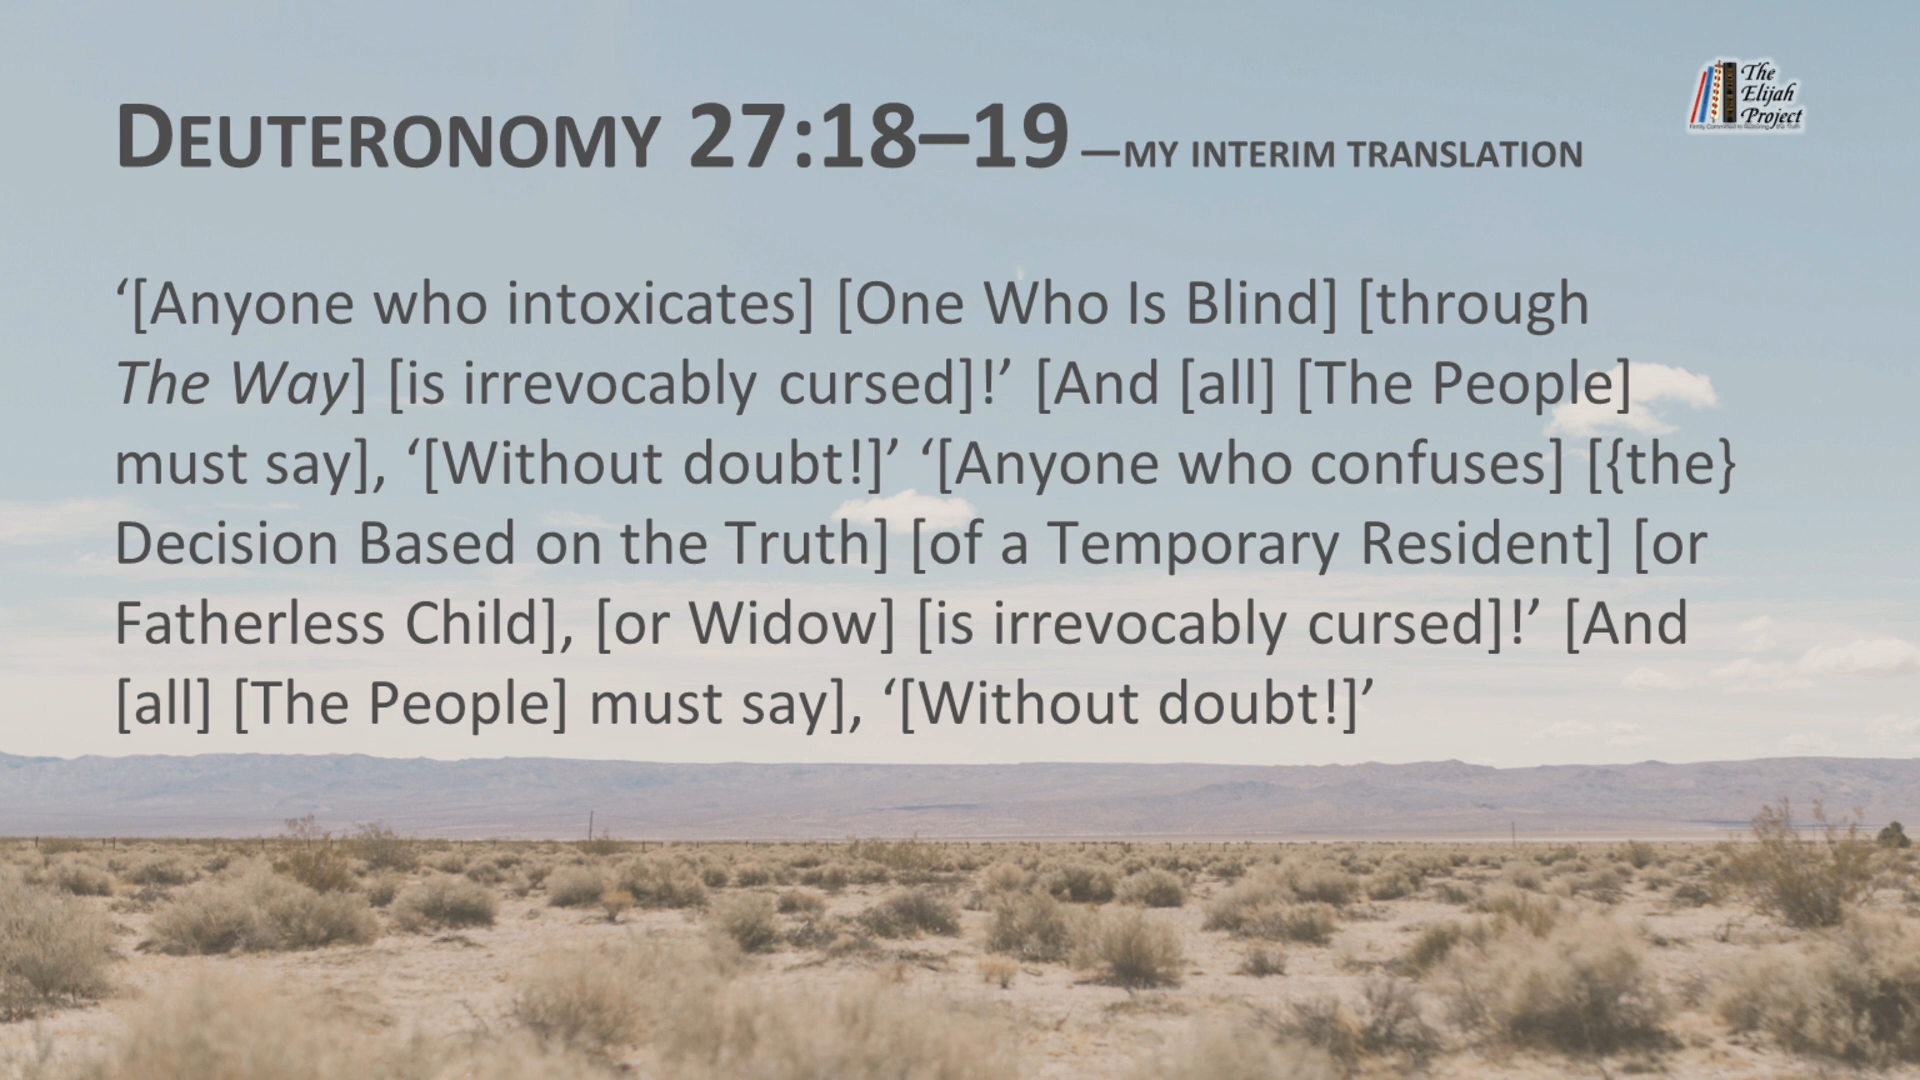 DEUTERONOMY 27:18–19 —MY INTERIM TRANSLATION
The
Elijah
Project
‘[Anyone who intoxicates] [One Who Is Blind] [through
The Way] [is irrevocably cursed]!’ [And [all] [The People]
must say], ‘[Without doubt!]’ ‘[Anyone who confuses] [{the}
Decision Based on the Truth] [of a Temporary Resident] [or
Fatherless Child], [or Widow] [is irrevocably cursed]!’ [And
[all] [The People] must say], ‘[Without doubt!]’